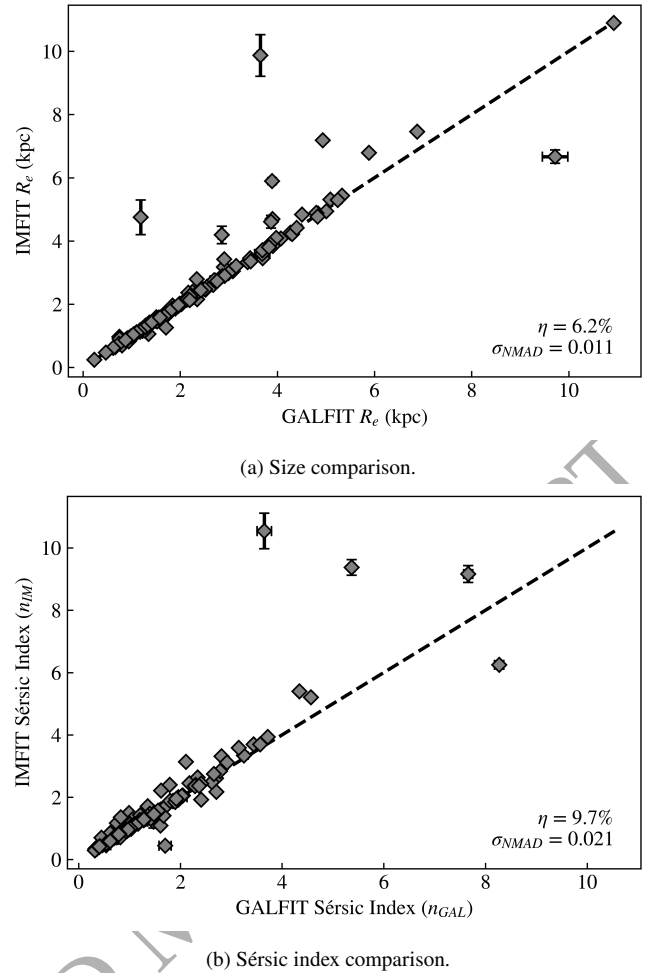 10
8
6
4
2
0
IMFIT Rₑ (kpc)
η = 6.2%
σ_NMAD = 0.011
0 2 4 6 8 10
GALFIT Rₑ (kpc)
(a) Size comparison.
10
8
6
4
2
0
IMFIT Sérsic Index (n_IM)
η = 9.7%
σ_NMAD = 0.021
0 2 4 6 8 10
GALFIT Sérsic Index (n_GAL)
(b) Sérsic index comparison.